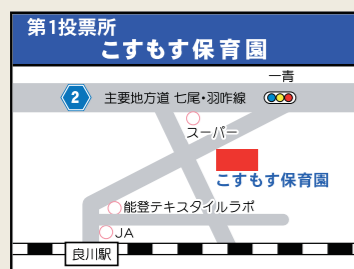 第1投票所
こすもす保育園
一青
2 主要地方道 七尾・羽咋線
スーパー
こすもす保育園
能登テキスタイルラボ
JA
良川駅